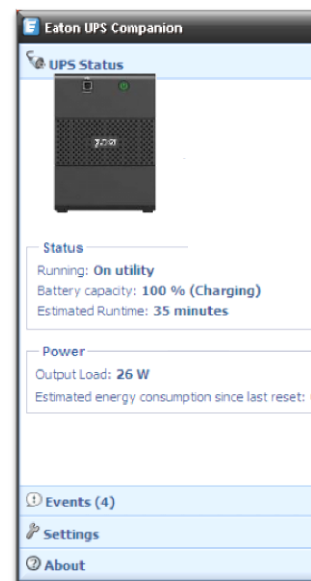 Eaton UPS Companion
UPS Status
Status
Running: On utility
Battery capacity: 100 % (Charging)
Estimated Runtime: 35 minutes
Power
Output Load: 26 W
Estimated energy consumption since last reset:
Events (4)
Settings
About